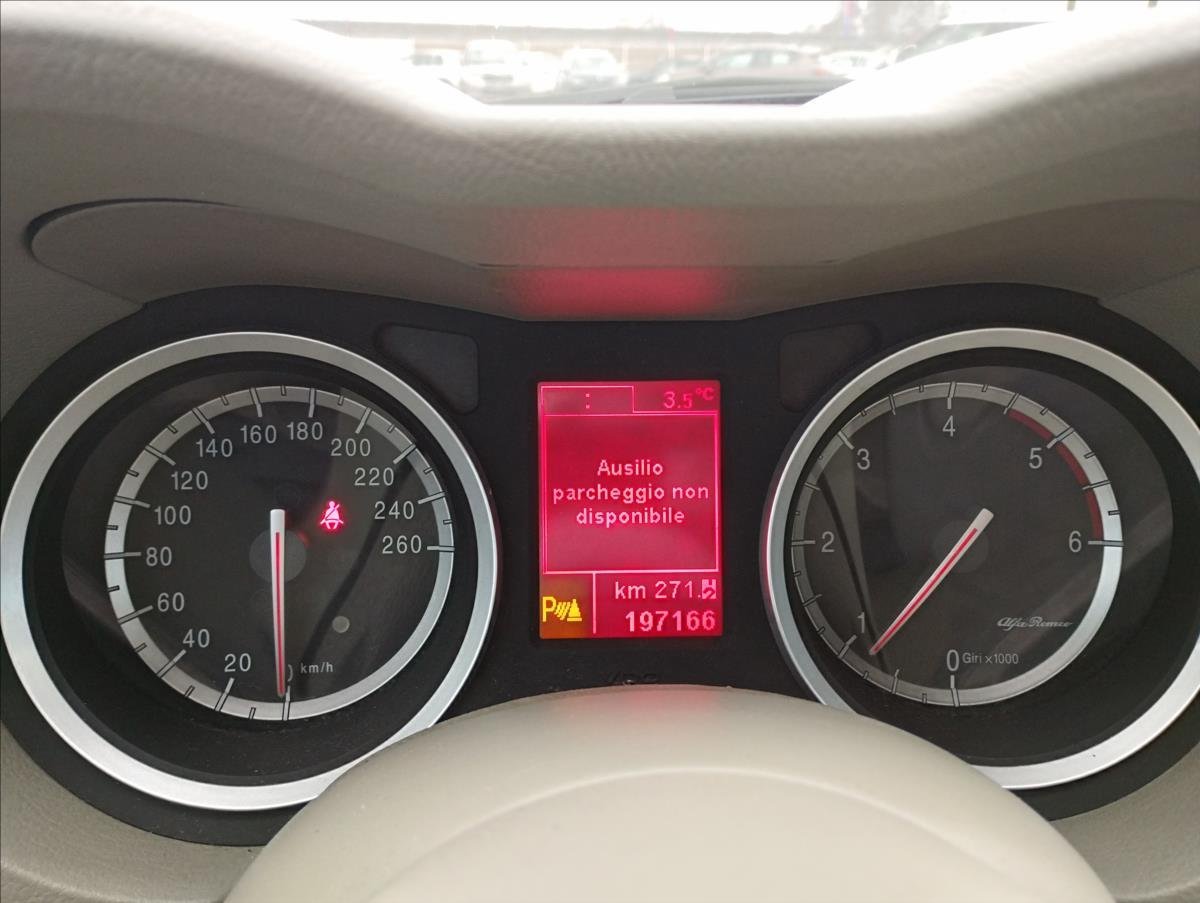 20
40
60
80
100
120
140
160
180
200
220
240
260
km/h
: 3.5°C
Ausilio
parcheggio non
disponibile
km 271.
P
197166
0 Giri x1000
1
2
3
4
5
6
Alfa Romeo